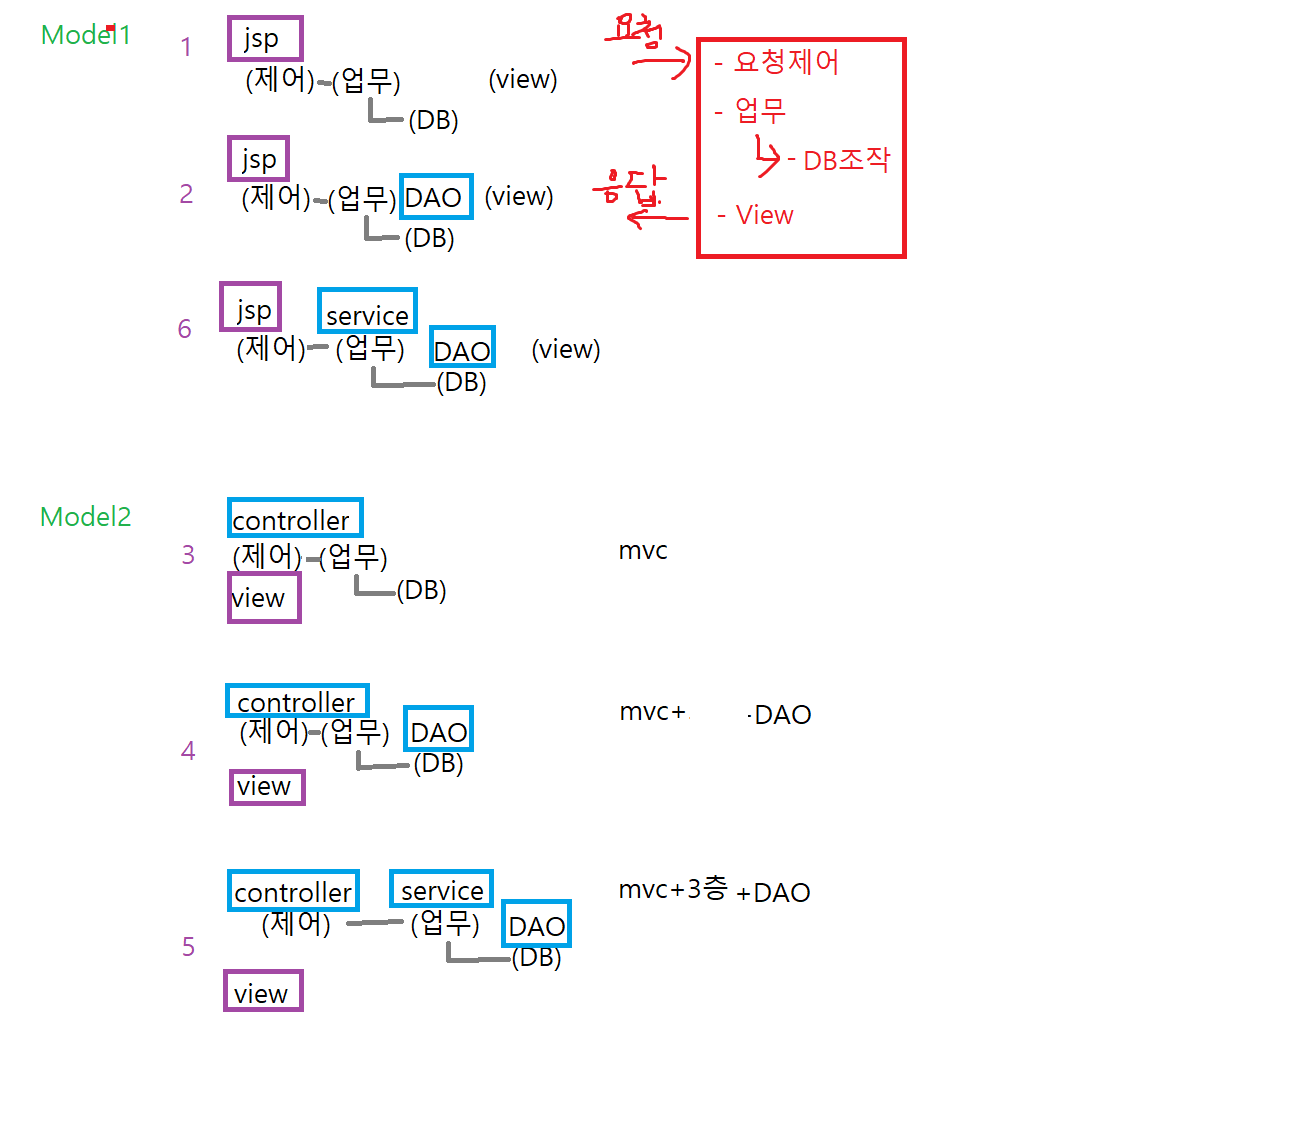 Model1
1
jsp
(제어)
(업무)
(view)
(DB)
2
jsp
(제어)
(업무)
DAO
(view)
(DB)
6
jsp
service
(제어)
(업무)
DAO
(view)
(DB)
요청
- 요청제어
- 업무
- DB조작
응답
- View
Model2
3
controller
(제어)
(업무)
mvc
view
(DB)
4
controller
(제어)
(업무)
DAO
mvc+
-DAO
(DB)
view
5
controller
service
mvc+3층 +DAO
(제어)
(업무)
DAO
(DB)
view